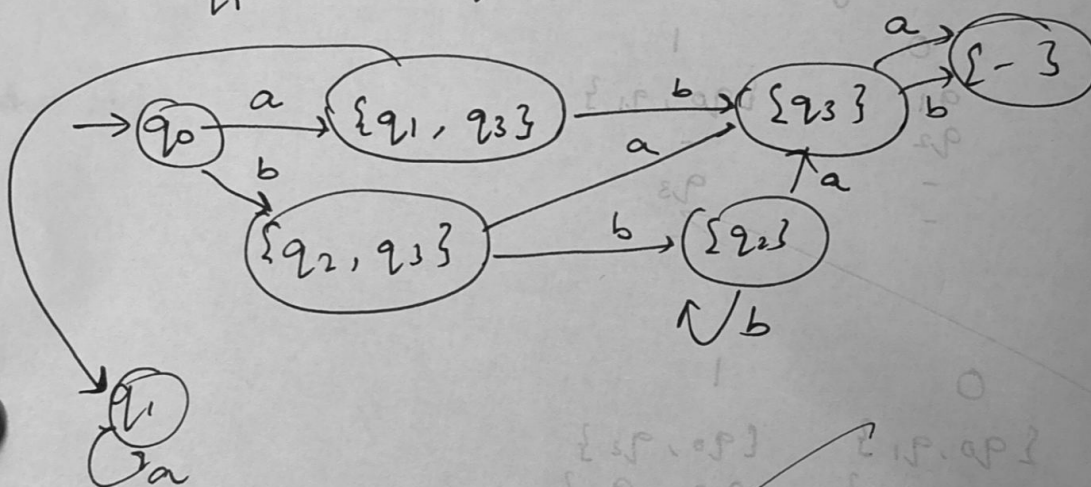 a
a {q1, q3} b {q3} {-}
q0 b
b a
{q2, q3} b {q2} a
b
q1
a